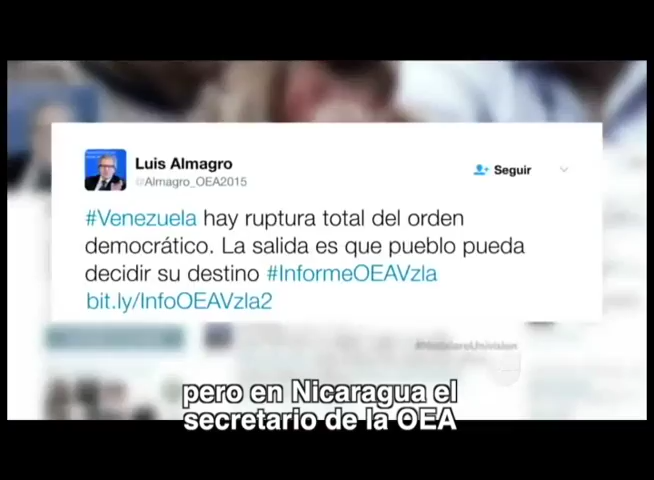 Luis Almagro
@Almagro_OEA2015
Seguir
#Venezuela hay ruptura total del orden
democrático. La salida es que pueblo pueda
decidir su destino #InformeOEAVzla
bit.ly/InfoOEAVzla2
#NoticieroUnivision
pero en Nicaragua el
secretario de la OEA